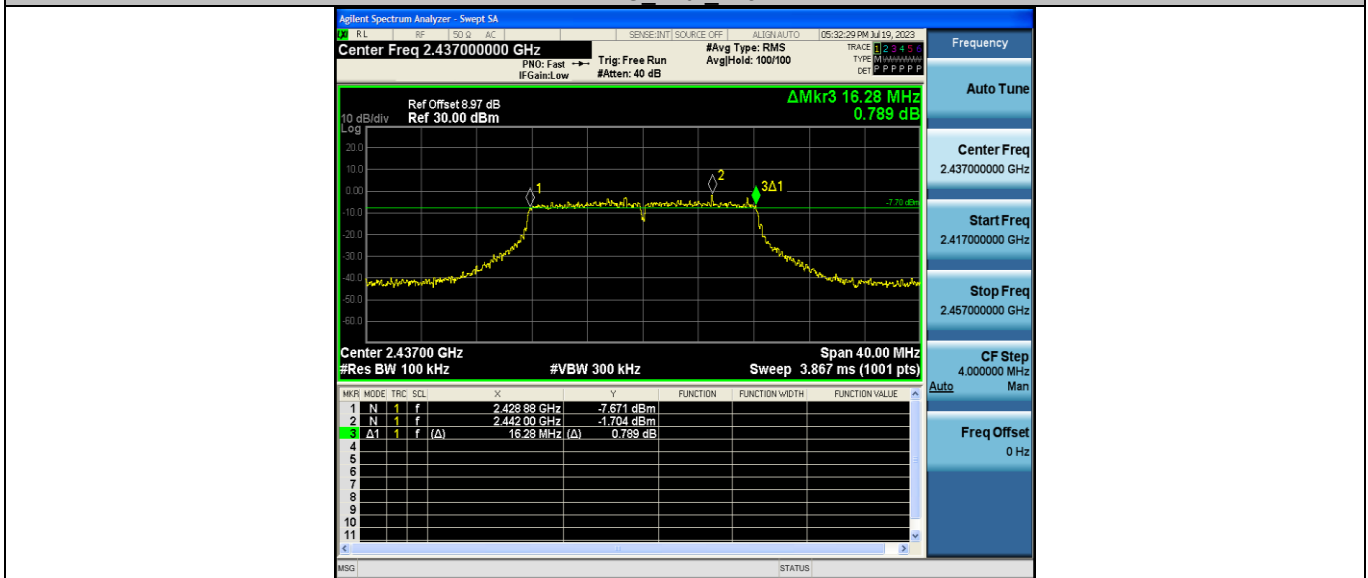 Agilent Spectrum Analyzer - Swept SA
RL RF 50 Ω AC SENSE:INT SOURCE OFF ALIGN AUTO 05:32:29 PM Jul 19, 2023
Center Freq 2.437000000 GHz
#Avg Type: RMS
TRACE 1 2 3 4 5 6
PNO: Fast
Trig: Free Run
Avg|Hold: 100/100
TYPE M
IFGain:Low
#Atten: 40 dB
DET P P P P P P
ΔMkr3 16.28 MHz
0.789 dB
Ref Offset 8.97 dB
10 dB/div Ref 30.00 dBm
Log
20.0
10.0
0.00
-10.0
-20.0
-30.0
-40.0
-50.0
-60.0
1
2
3Δ1
-7.70 dBm
Center 2.43700 GHz Span 40.00 MHz
#Res BW 100 kHz #VBW 300 kHz Sweep 3.867 ms (1001 pts)
MKR MODE TRC SCL X Y FUNCTION FUNCTION WIDTH FUNCTION VALUE
1 N 1 f 2.428 88 GHz -7.671 dBm
2 N 1 f 2.442 00 GHz -1.704 dBm
3 Δ1 1 f (Δ) 16.28 MHz (Δ) 0.789 dB
4
5
6
7
8
9
10
11
MSG STATUS
Frequency
Auto Tune
Center Freq
2.437000000 GHz
Start Freq
2.417000000 GHz
Stop Freq
2.457000000 GHz
CF Step
4.000000 MHz
Auto Man
Freq Offset
0 Hz